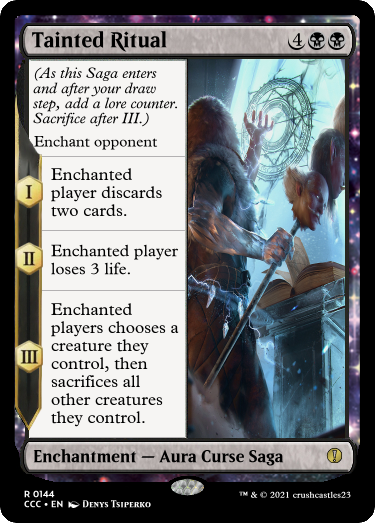 Tainted Ritual 4
(As this Saga enters
and after your draw
step, add a lore counter.
Sacrifice after III.)
Enchant opponent
I
Enchanted
player discards
two cards.
II
Enchanted player
loses 3 life.
III
Enchanted
players chooses a
creature they
control, then
sacrifices all
other creatures
they control.
Enchantment — Aura Curse Saga
R 0144
CCC • EN Denys Tsiperko
™ & © 2021 crushcastles23